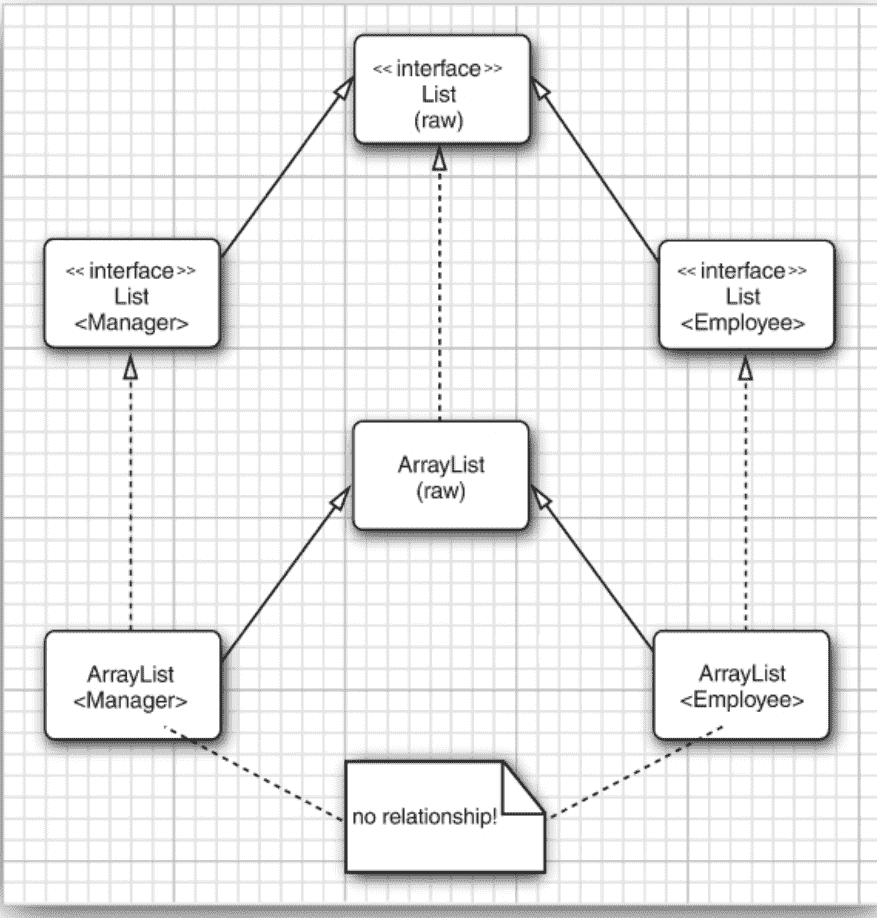 << interface >>
List
(raw)
<< interface >>
List
<Manager>
<< interface >>
List
<Employee>
ArrayList
(raw)
ArrayList
<Manager>
ArrayList
<Employee>
no relationship!